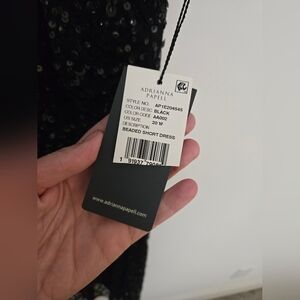 ADRIANNA
PAPELL
STYLE NO. AP1E204545
COLOR DESC BLACK
COLOR CODE AA002
US SIZE 20 W
DESCRIPTION
BEADED SHORT DRESS
www.adriannapapell.com